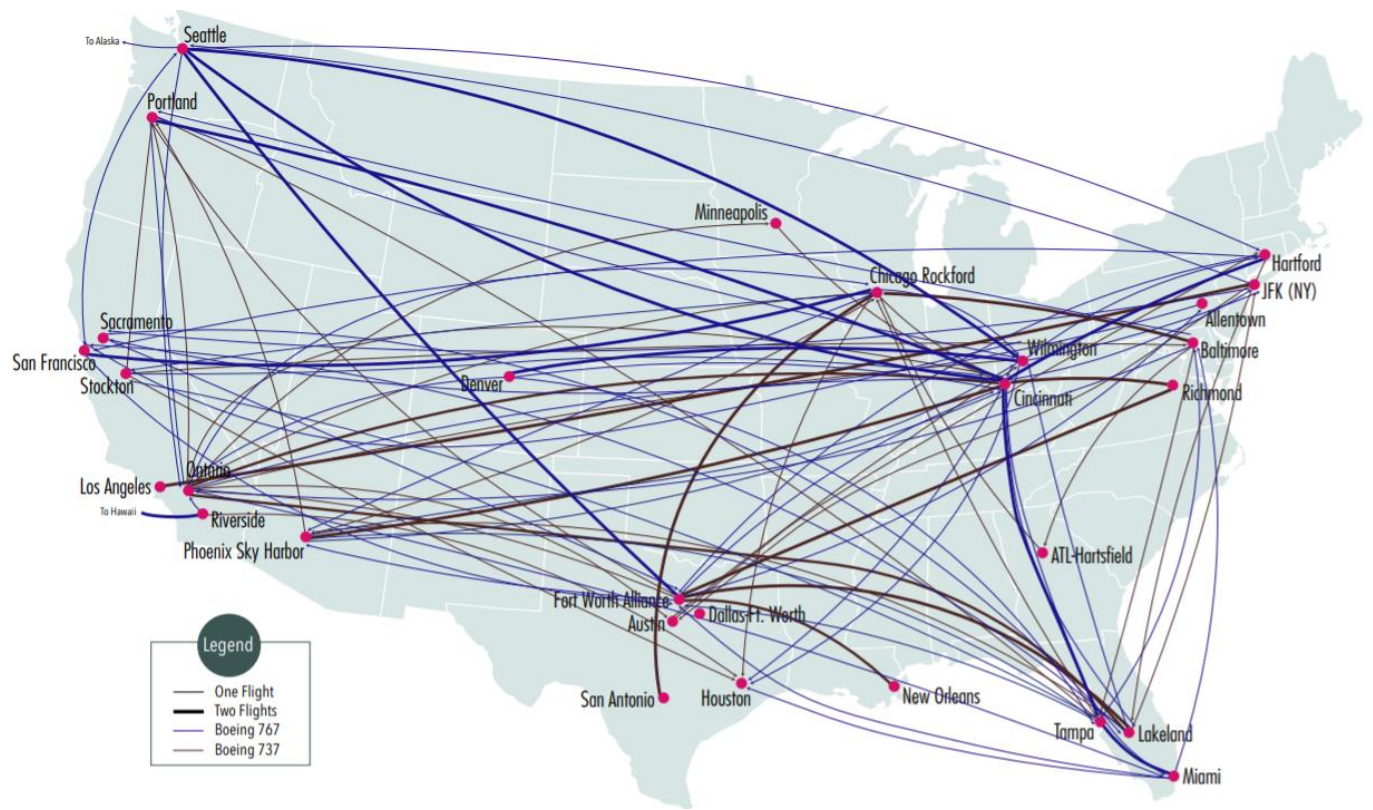 Seattle
To Alaska
Portland
Minneapolis
Hartford
Chicago Rockford
JFK (NY)
Allentown
Sacramento
Baltimore
Wilmington
San Francisco
Stockton
Denver
Richmond
Cincinnati
Ontario
Los Angeles
To Hawaii
Riverside
Phoenix Sky Harbor
ATL-Hartsfield
Fort Worth Alliance
Dallas-Ft. Worth
Austin
San Antonio
Houston
New Orleans
Tampa
Lakeland
Miami
Legend
One Flight
Two Flights
Boeing 767
Boeing 737